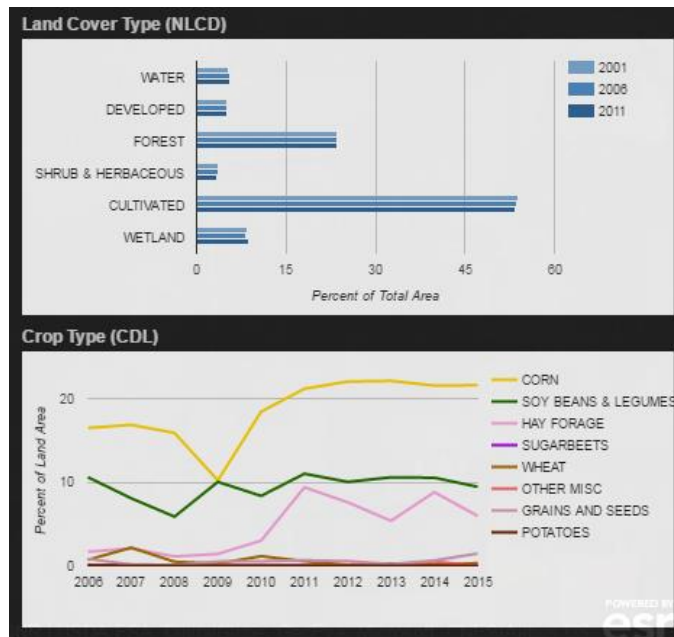 Land Cover Type (NLCD)
WATER
DEVELOPED
FOREST
SHRUB & HERBACEOUS
CULTIVATED
WETLAND
2001
2006
2011
0 15 30 45 60
Percent of Total Area
Crop Type (CDL)
Percent of Land Area
20
10
0
2006 2007 2008 2009 2010 2011 2012 2013 2014 2015
CORN
SOY BEANS & LEGUMES
HAY FORAGE
SUGARBEETS
WHEAT
OTHER MISC
GRAINS AND SEEDS
POTATOES
POWERED BY
esri